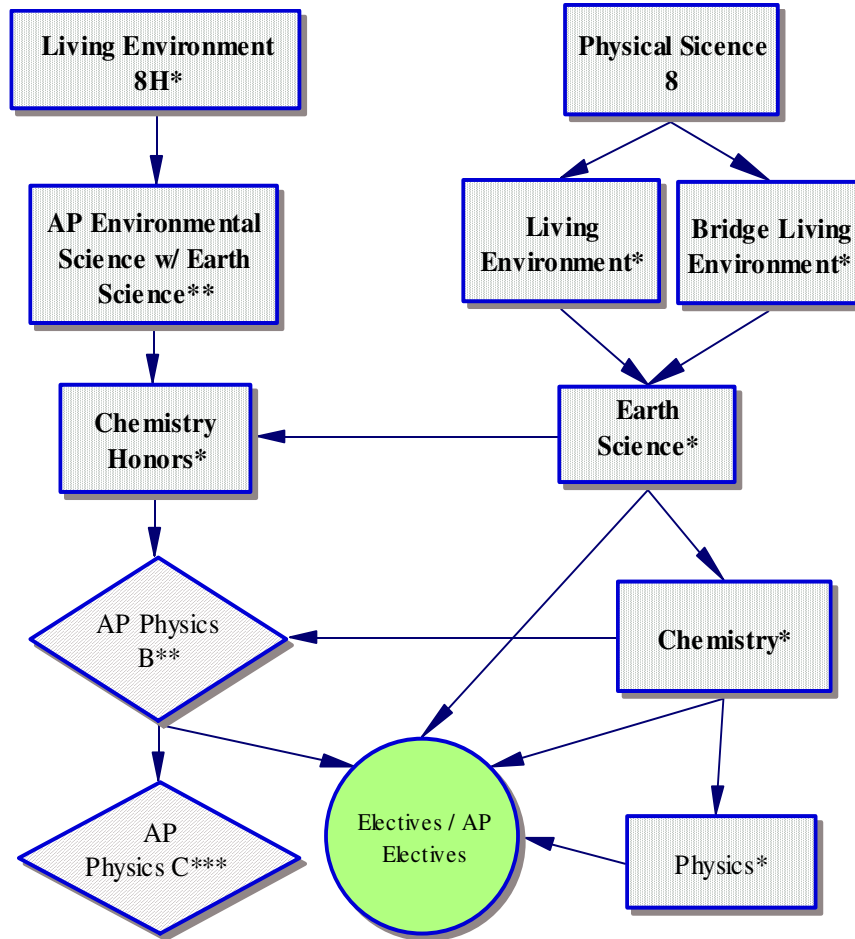 Living Environment
8H*
Physical Sicence
8
AP Environmental
Science w/ Earth
Science**
Living
Environment*
Bridge Living
Environment*
Chemistry
Honors*
Earth
Science*
AP Physics
B**
Chemistry*
AP
Physics C***
Electives / AP
Electives
Physics*